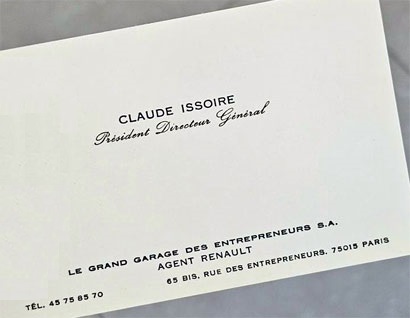 CLAUDE ISSOIRE
Président Directeur Général
LE GRAND GARAGE DES ENTREPRENEURS S.A.
AGENT RENAULT
65 BIS, RUE DES ENTREPRENEURS, 75015 PARIS
TÉL. 45 75 85 70